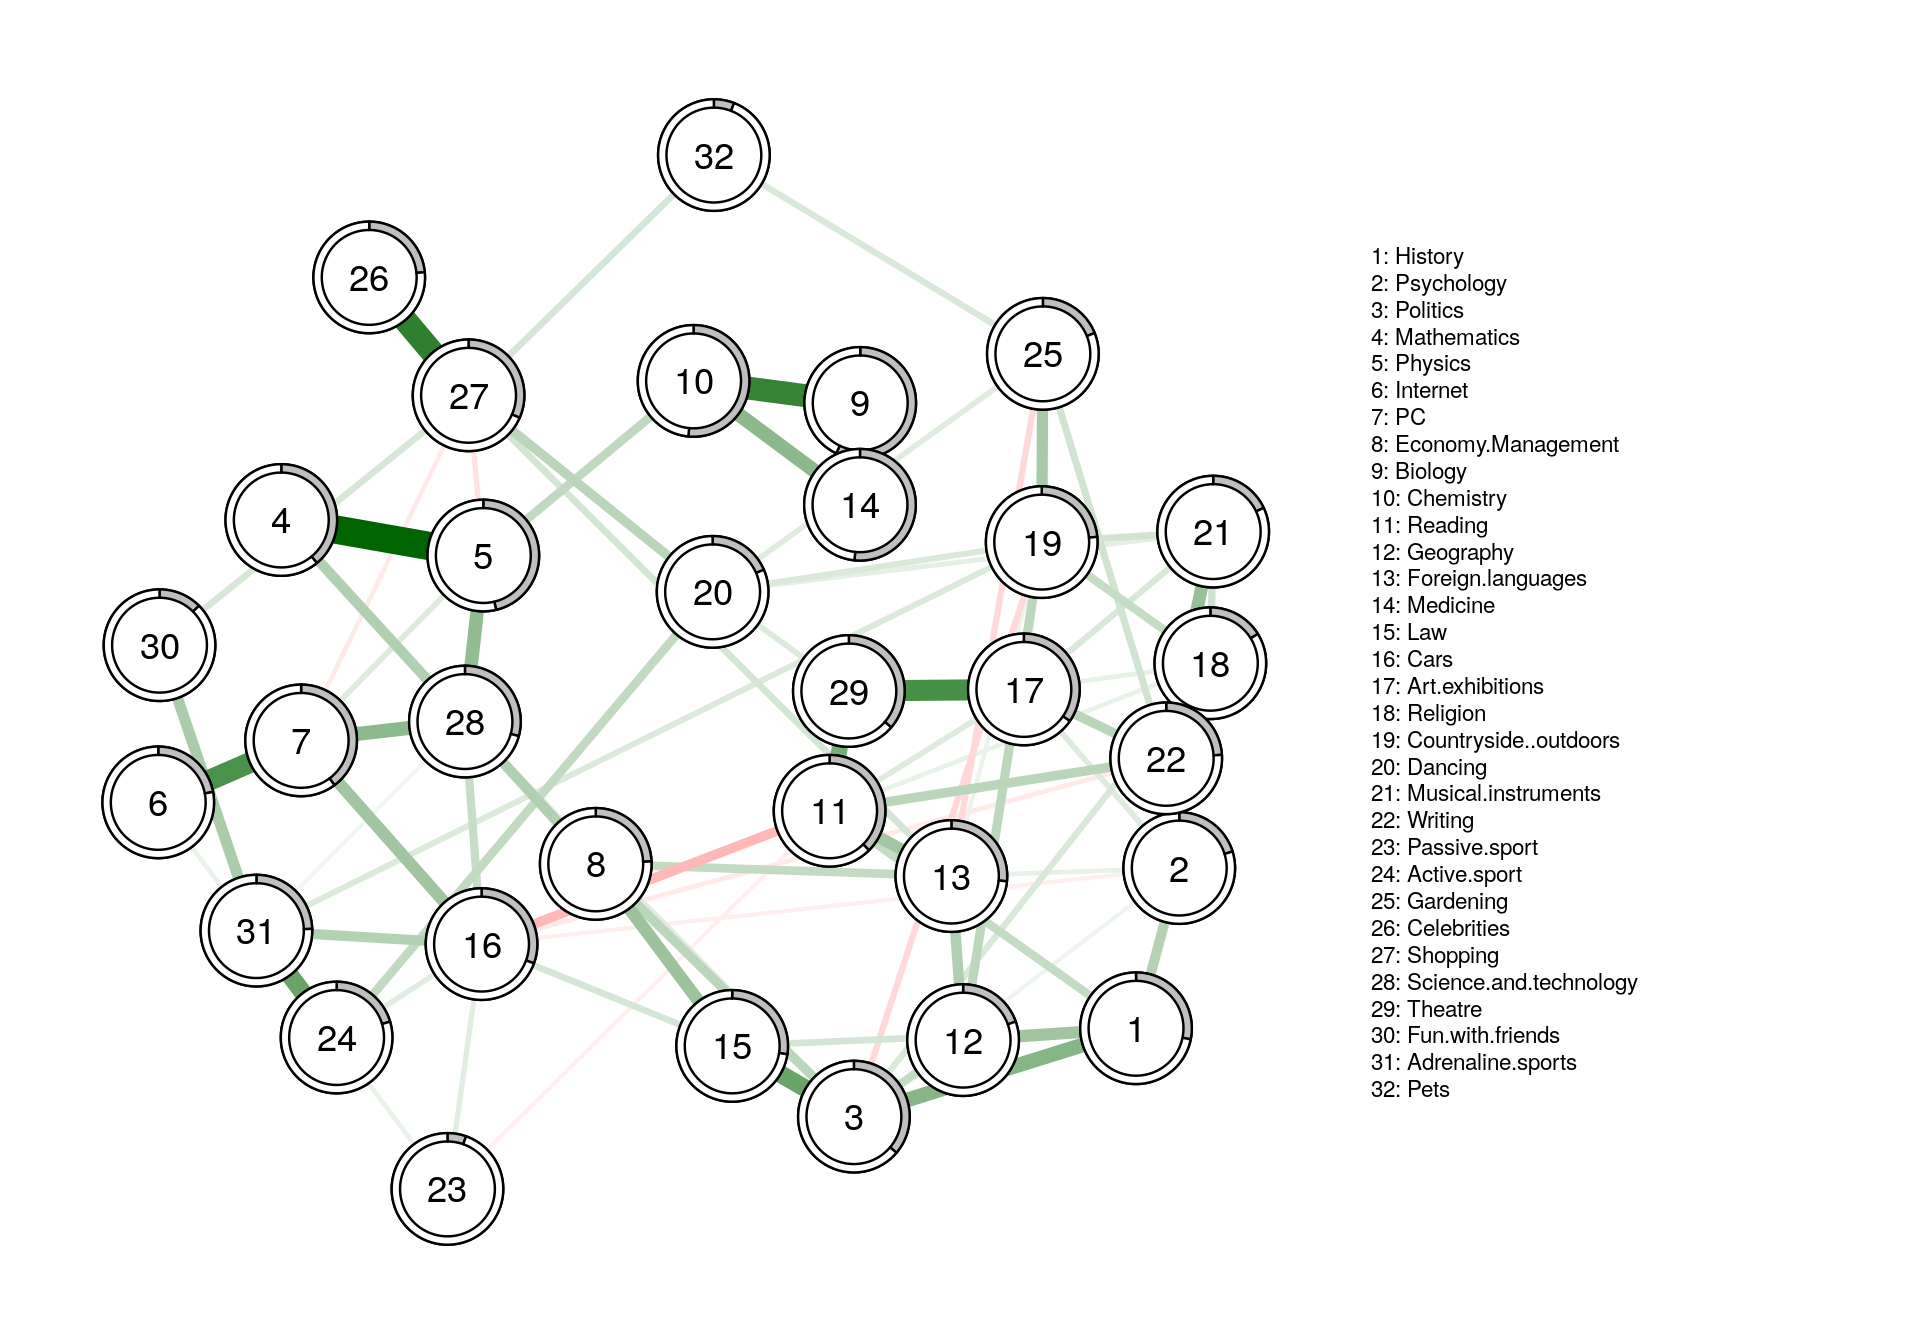 32
26
25
27
10
9
14
4
5
19
21
20
30
18
29
17
28
7
22
6
11
8
13
2
31
16
24
15
12
1
3
23
1: History
2: Psychology
3: Politics
4: Mathematics
5: Physics
6: Internet
7: PC
8: Economy.Management
9: Biology
10: Chemistry
11: Reading
12: Geography
13: Foreign.languages
14: Medicine
15: Law
16: Cars
17: Art.exhibitions
18: Religion
19: Countryside..outdoors
20: Dancing
21: Musical.instruments
22: Writing
23: Passive.sport
24: Active.sport
25: Gardening
26: Celebrities
27: Shopping
28: Science.and.technology
29: Theatre
30: Fun.with.friends
31: Adrenaline.sports
32: Pets